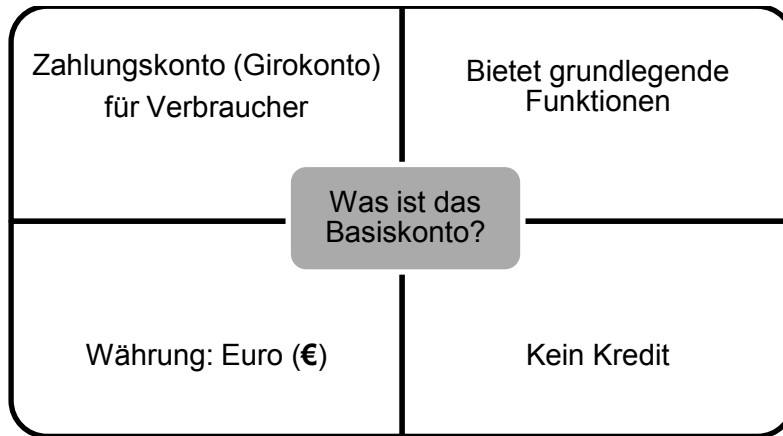 Zahlungskonto (Girokonto)
für Verbraucher
Bietet grundlegende
Funktionen
Was ist das
Basiskonto?
Währung: Euro (€)
Kein Kredit